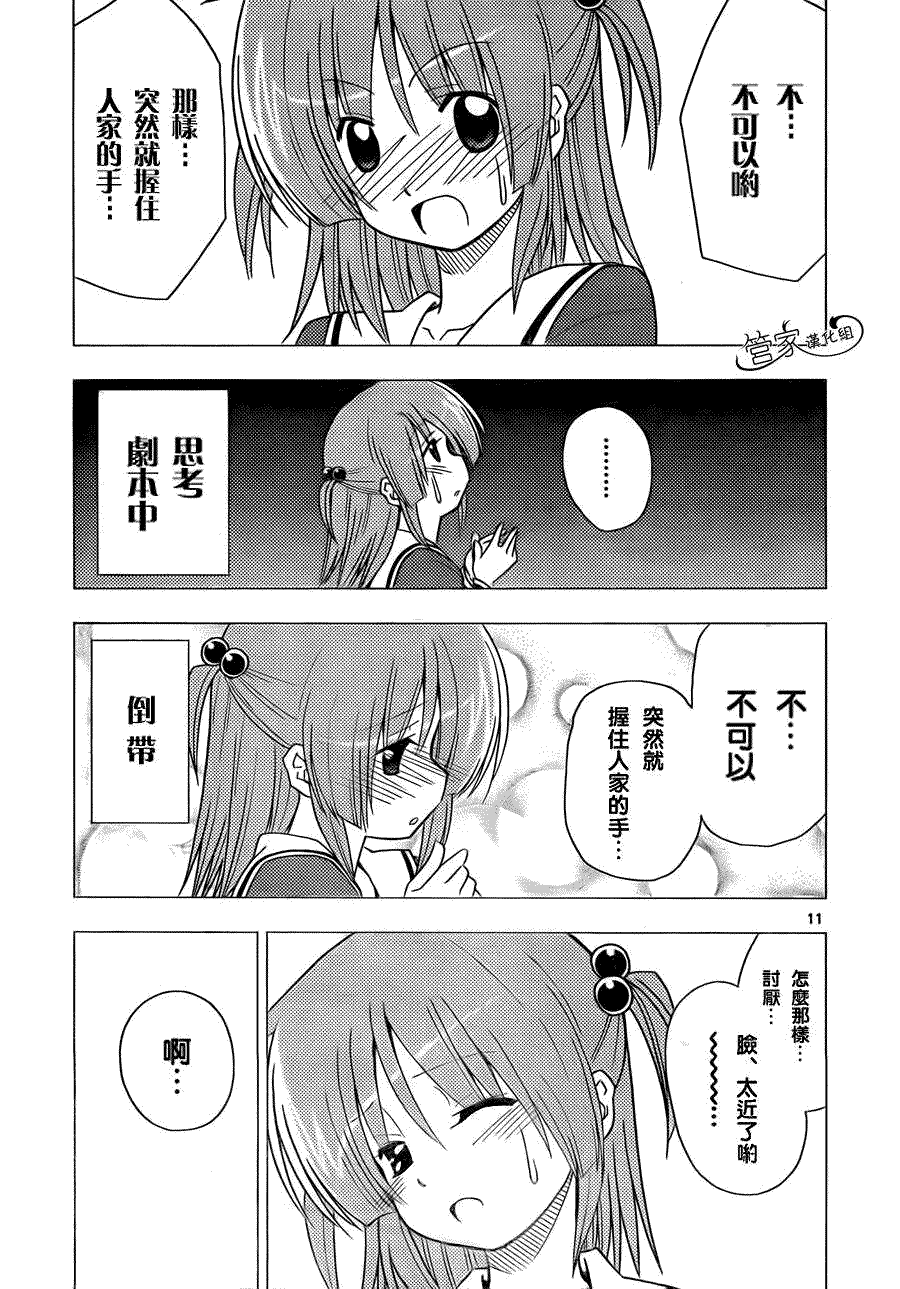 不…
不可以喲
那樣…
突然就握住
人家的手…
管家漢化組
………
思考
劇本中
不…
不可以
突然就
握住人家的手…
倒帶
11
怎麼那樣…
討厭…
臉、太近了喲
～～～……
啊…